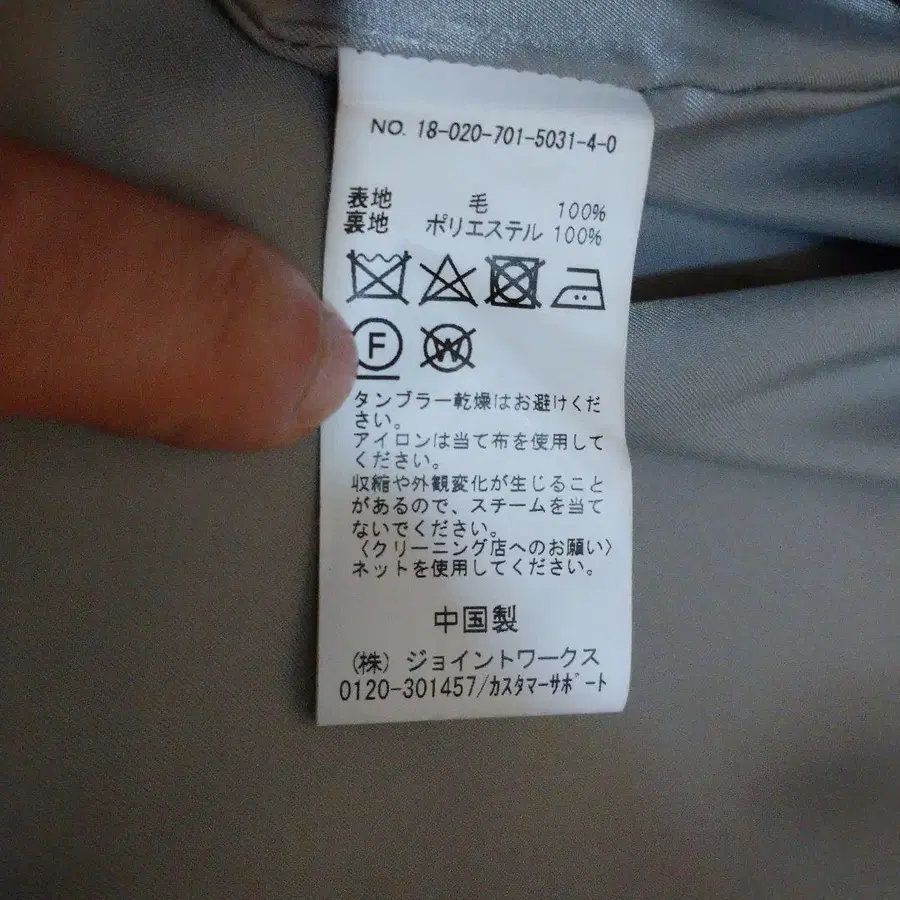 NO. 18-020-701-5031-4-0
表地 毛 100%
裏地 ポリエステル 100%
F W
タンブラー乾燥はお避けくだ
さい。
アイロンは当て布を使用して
ください。
収縮や外観変化が生じること
があるので、スチームを当て
ないでください。
〈クリーニング店へのお願い〉
ネットを使用してください。
中国製
(株) ジョイントワークス
0120-301457/カスタマーサポート